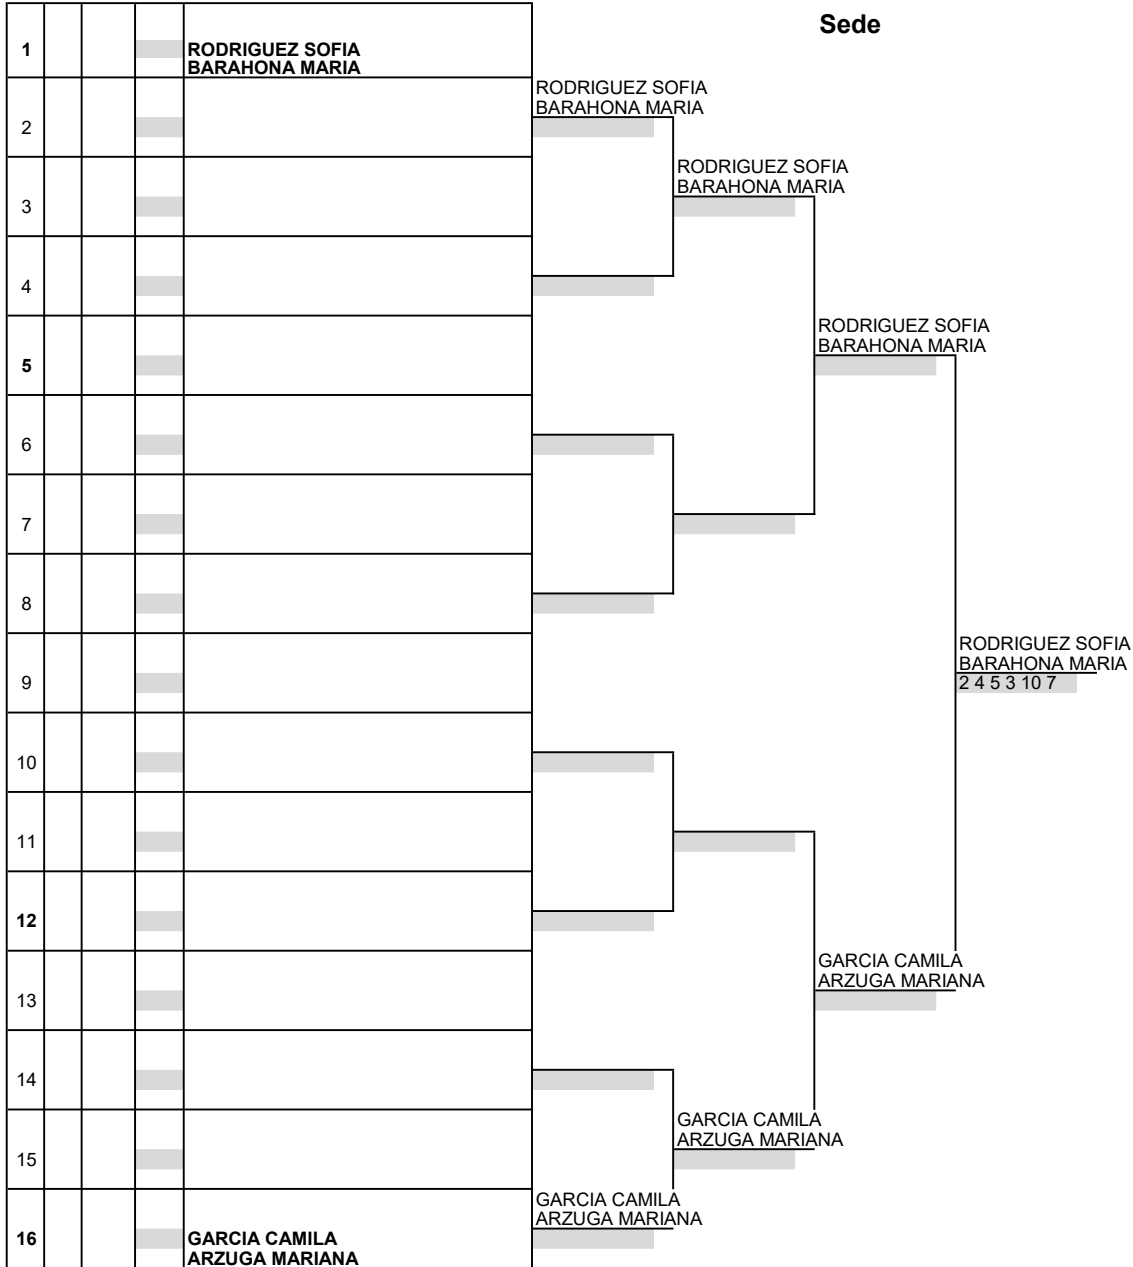 Sede
1
RODRIGUEZ SOFIA
BARAHONA MARIA
RODRIGUEZ SOFIA
BARAHONA MARIA
2
RODRIGUEZ SOFIA
BARAHONA MARIA
3
4
RODRIGUEZ SOFIA
BARAHONA MARIA
5
6
7
8
RODRIGUEZ SOFIA
BARAHONA MARIA
2 4 5 3 10 7
9
10
11
12
GARCIA CAMILA
ARZUGA MARIANA
13
14
GARCIA CAMILA
ARZUGA MARIANA
15
GARCIA CAMILA
ARZUGA MARIANA
16
GARCIA CAMILA
ARZUGA MARIANA